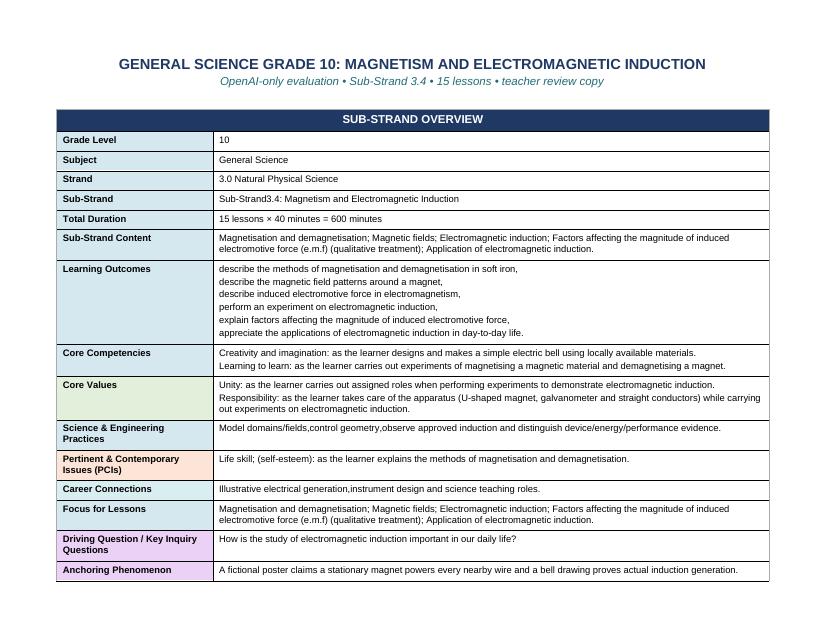 GENERAL SCIENCE GRADE 10: MAGNETISM AND ELECTROMAGNETIC INDUCTION
OpenAI-only evaluation • Sub-Strand 3.4 • 15 lessons • teacher review copy
SUB-STRAND OVERVIEW
Grade Level
10
Subject
General Science
Strand
3.0 Natural Physical Science
Sub-Strand
Sub-Strand3.4: Magnetism and Electromagnetic Induction
Total Duration
15 lessons × 40 minutes = 600 minutes
Sub-Strand Content
Magnetisation and demagnetisation; Magnetic fields; Electromagnetic induction; Factors affecting the magnitude of induced
electromotive force (e.m.f) (qualitative treatment); Application of electromagnetic induction.
Learning Outcomes
describe the methods of magnetisation and demagnetisation in soft iron,
describe the magnetic field patterns around a magnet,
describe induced electromotive force in electromagnetism,
perform an experiment on electromagnetic induction,
explain factors affecting the magnitude of induced electromotive force,
appreciate the applications of electromagnetic induction in day-to-day life.
Core Competencies
Creativity and imagination: as the learner designs and makes a simple electric bell using locally available materials.
Learning to learn: as the learner carries out experiments of magnetising a magnetic material and demagnetising a magnet.
Core Values
Unity: as the learner carries out assigned roles when performing experiments to demonstrate electromagnetic induction.
Responsibility: as the learner takes care of the apparatus (U-shaped magnet, galvanometer and straight conductors) while carrying
out experiments on electromagnetic induction.
Science & Engineering
Practices
Model domains/fields,control geometry,observe approved induction and distinguish device/energy/performance evidence.
Pertinent & Contemporary
Issues (PCIs)
Life skill; (self-esteem): as the learner explains the methods of magnetisation and demagnetisation.
Career Connections
Illustrative electrical generation,instrument design and science teaching roles.
Focus for Lessons
Magnetisation and demagnetisation; Magnetic fields; Electromagnetic induction; Factors affecting the magnitude of induced
electromotive force (e.m.f) (qualitative treatment); Application of electromagnetic induction.
Driving Question / Key Inquiry
Questions
How is the study of electromagnetic induction important in our daily life?
Anchoring Phenomenon
A fictional poster claims a stationary magnet powers every nearby wire and a bell drawing proves actual induction generation.